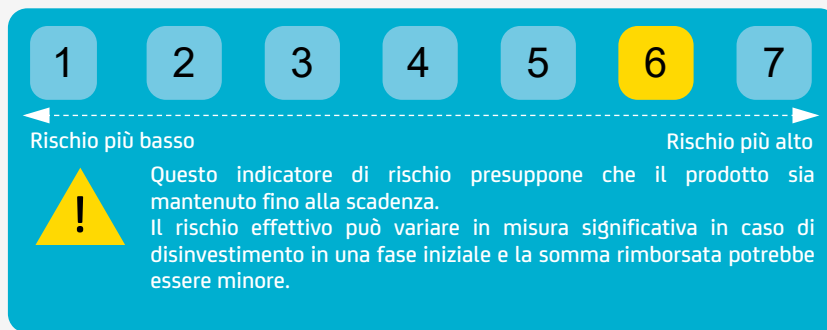 1 2 3 4 5 6 7
Rischio più basso Rischio più alto
Questo indicatore di rischio presuppone che il prodotto sia
mantenuto fino alla scadenza.
!
Il rischio effettivo può variare in misura significativa in caso di
disinvestimento in una fase iniziale e la somma rimborsata potrebbe
essere minore.